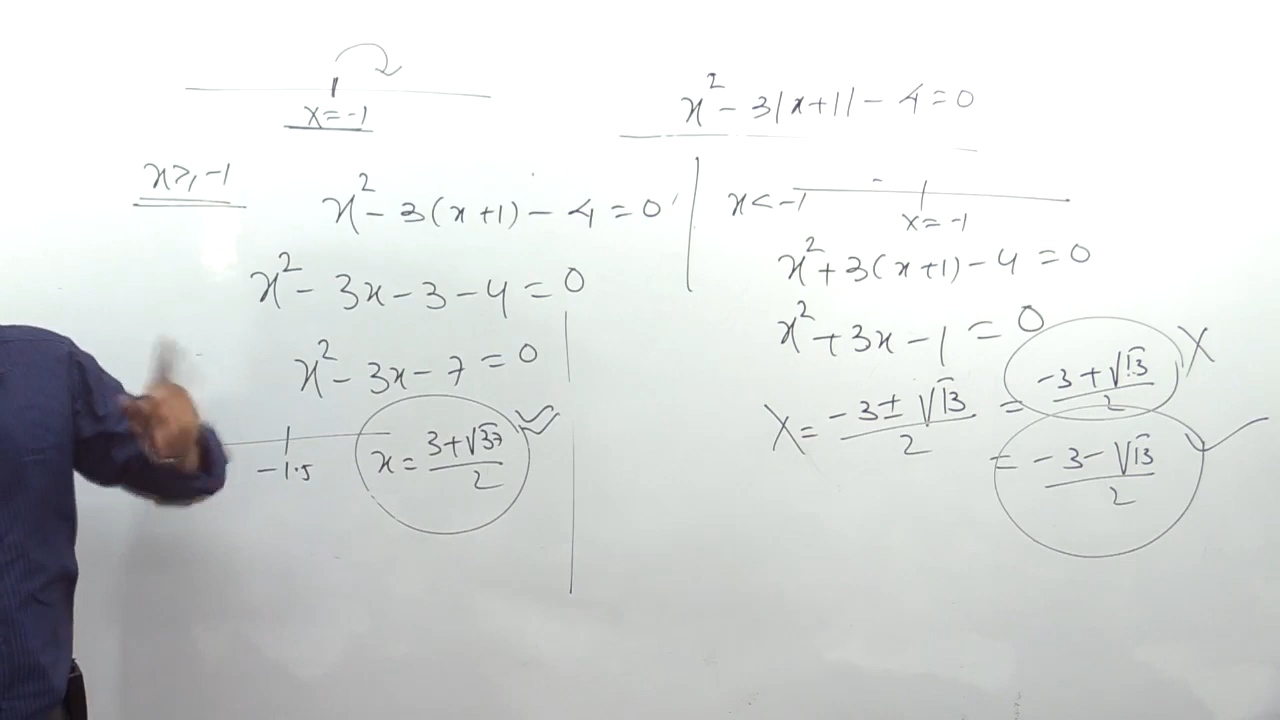 x = -1
x² - 3|x+1| - 4 = 0
x ≥ -1
x² - 3(x+1) - 4 = 0
x² - 3x - 3 - 4 = 0
x² - 3x - 7 = 0
-1.5
x = (3+√37)/2
x < -1
x = -1
x² + 3(x+1) - 4 = 0
x² + 3x - 1 = 0
x = (-3 ± √13)/2 = (-3+√13)/2 X
= (-3-√13)/2 ✓